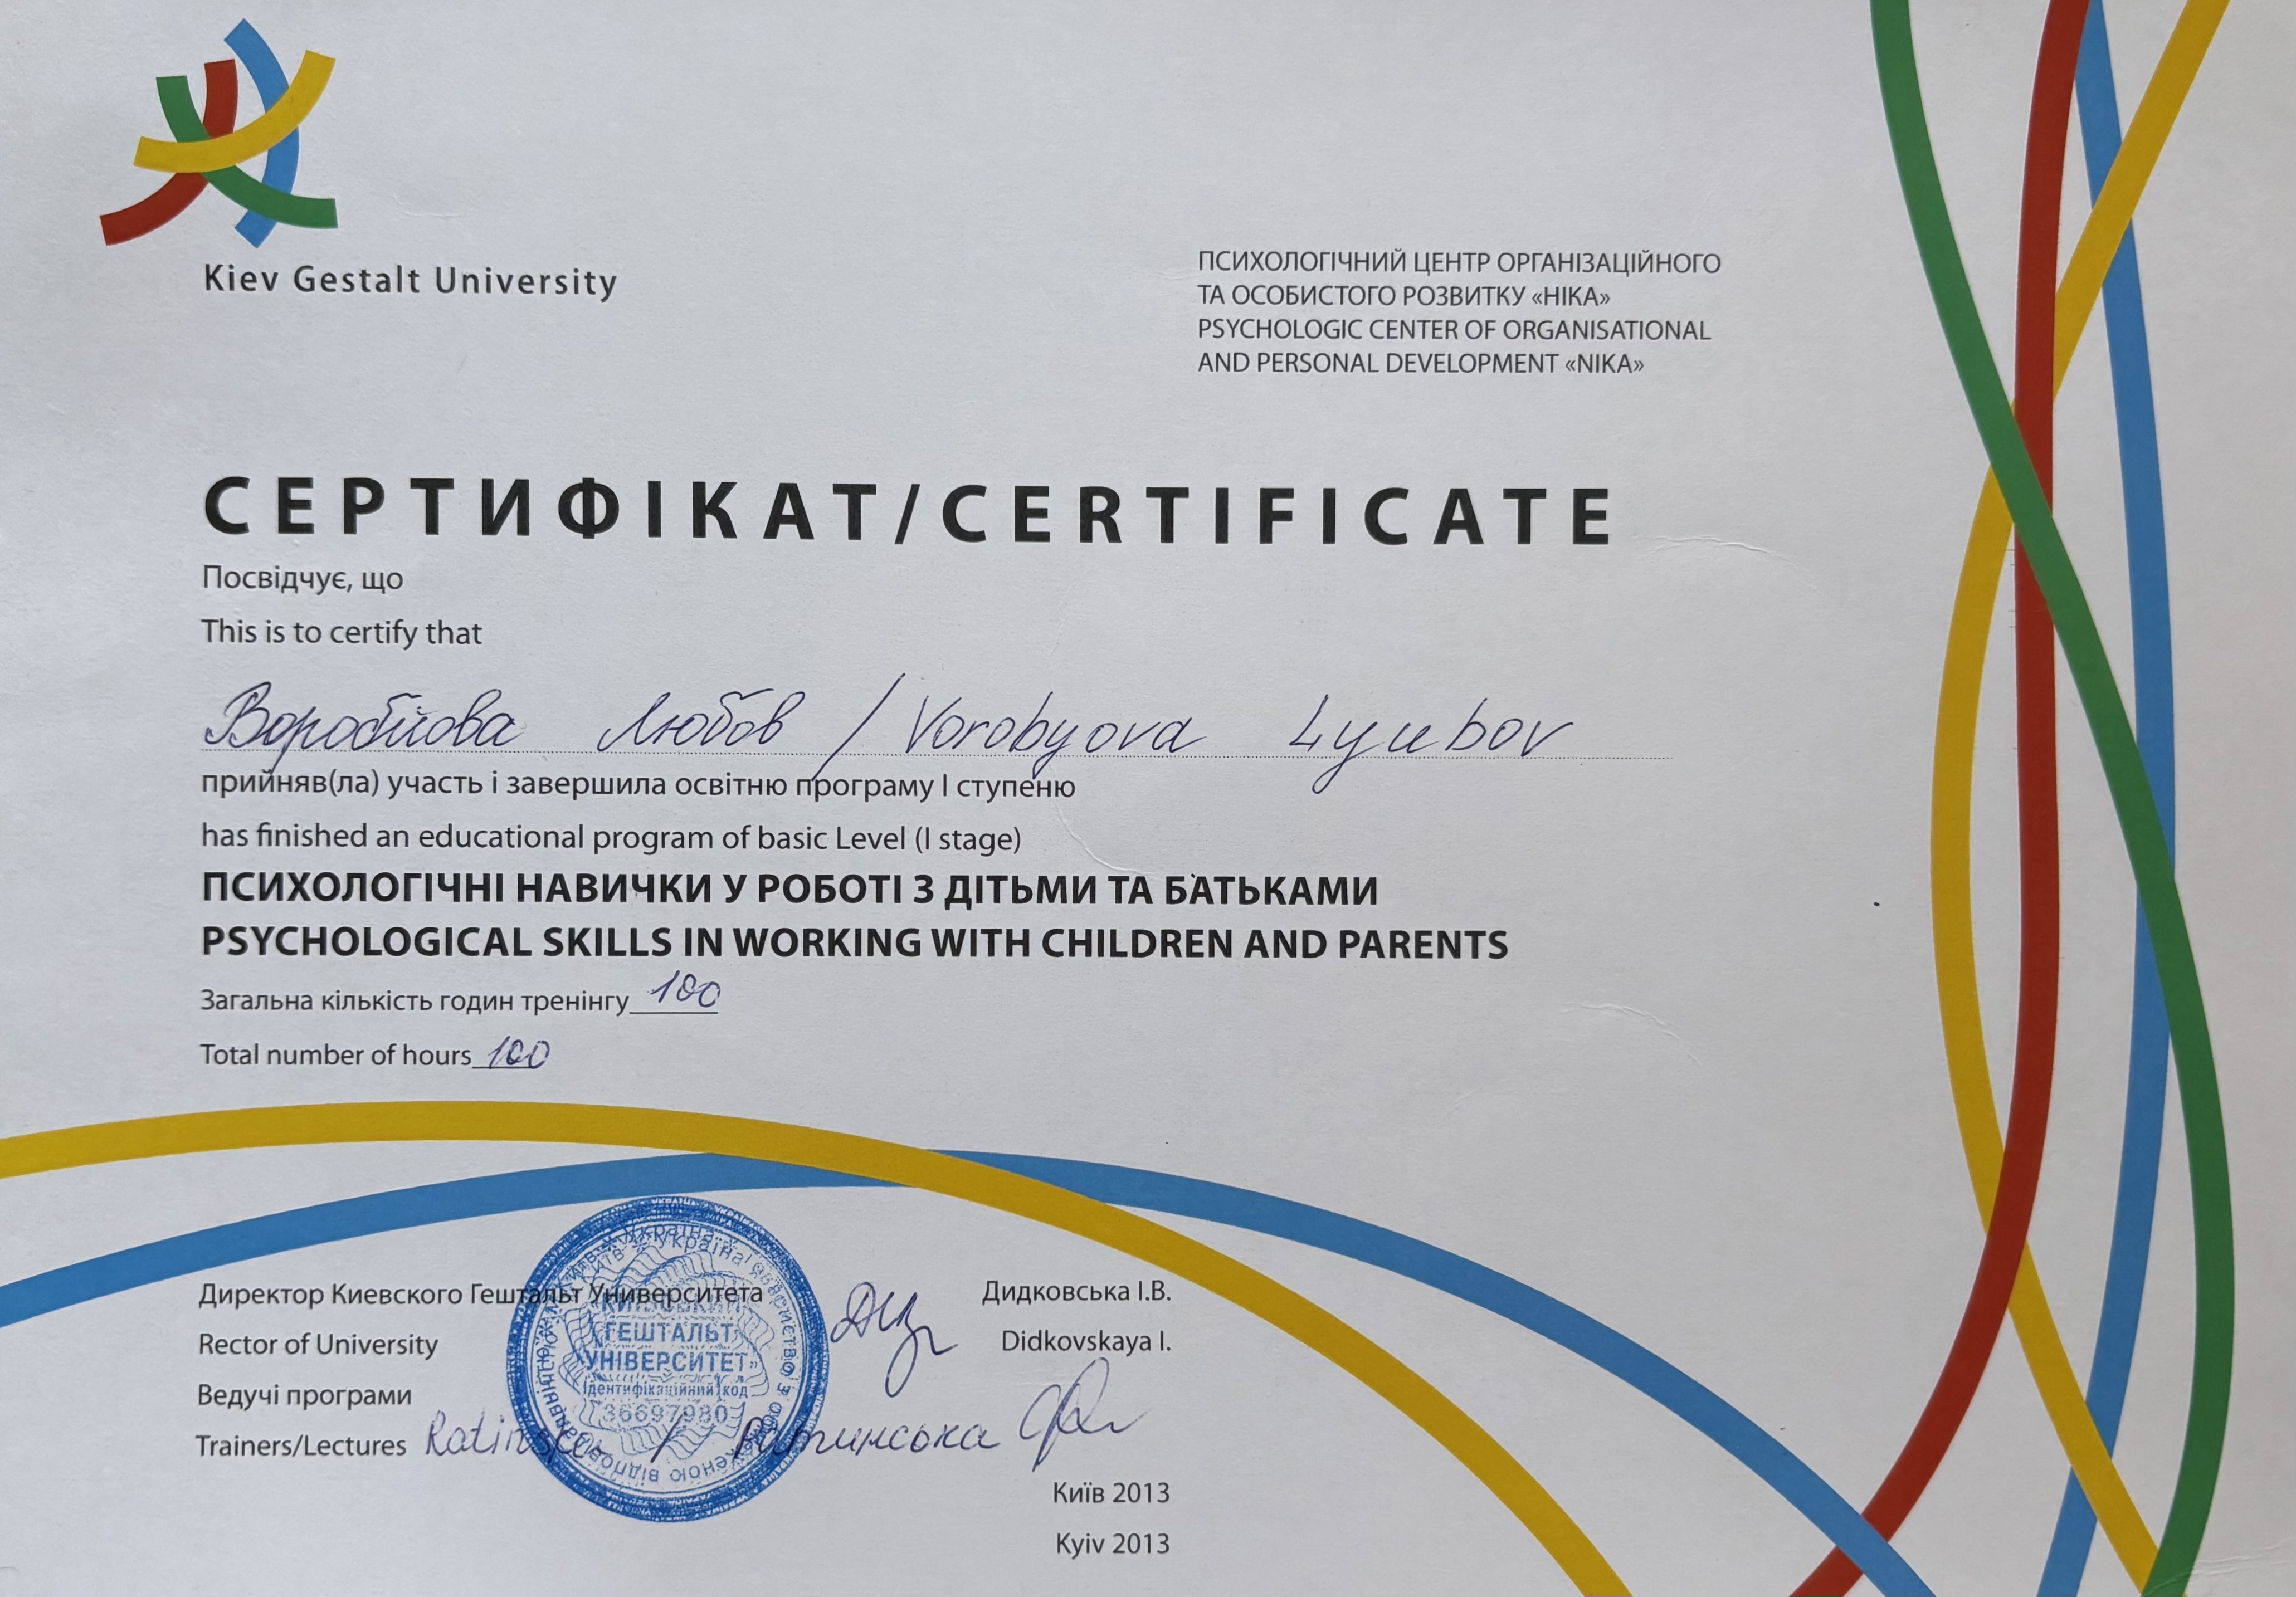 Kiev Gestalt University
ПСИХОЛОГІЧНИЙ ЦЕНТР ОРГАНІЗАЦІЙНОГО
ТА ОСОБИСТОГО РОЗВИТКУ «НІКА»
PSYCHOLOGIC CENTER OF ORGANISATIONAL
AND PERSONAL DEVELOPMENT «NIKA»
СЕРТИФІКАТ/CERTIFICATE
Посвідчує, що
This is to certify that
Воробйова Любов / Vorobyova Lyubov
прийняв(ла) участь і завершила освітню програму І ступеню
has finished an educational program of basic Level (I stage)
ПСИХОЛОГІЧНІ НАВИЧКИ У РОБОТІ З ДІТЬМИ ТА БАТЬКАМИ
PSYCHOLOGICAL SKILLS IN WORKING WITH CHILDREN AND PARENTS
Загальна кількість годин тренінгу 100
Total number of hours 100
Директор Киевского Гештальт Университета Дидковська І.В.
Rector of University Didkovskaya I.
Ведучі програми
Trainers/Lectures Ratinska / Ратинська
Київ 2013
Kyiv 2013
ГЕШТАЛЬТ
УНІВЕРСИТЕТ»
Ідентифікаційний код
36697980